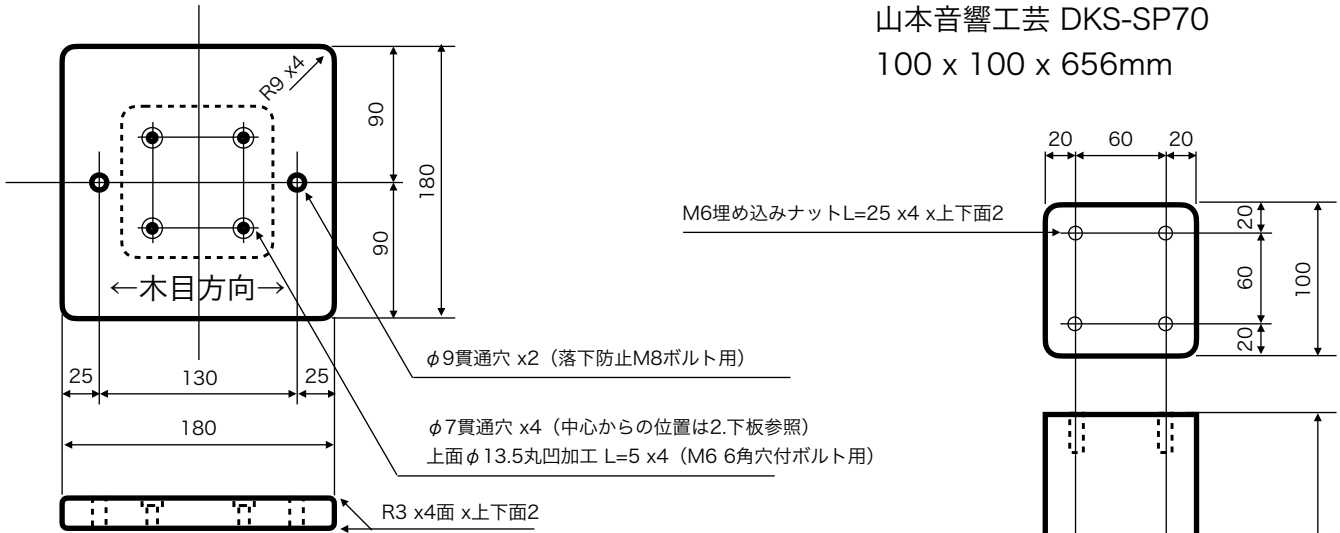 山本音響工芸 DKS-SP70
100 x 100 x 656mm
R9 x4
90
180
90
←木目方向→
25
130
25
180
φ9貫通穴 x2（落下防止M8ボルト用）
φ7貫通穴 x4（中心からの位置は2.下板参照）
上面φ13.5丸凹加工 L=5 x4（M6 6角穴付ボルト用）
R3 x4面 x上下面2
20
60
20
M6埋め込みナットL=25 x4 x上下面2
20
60
100
20